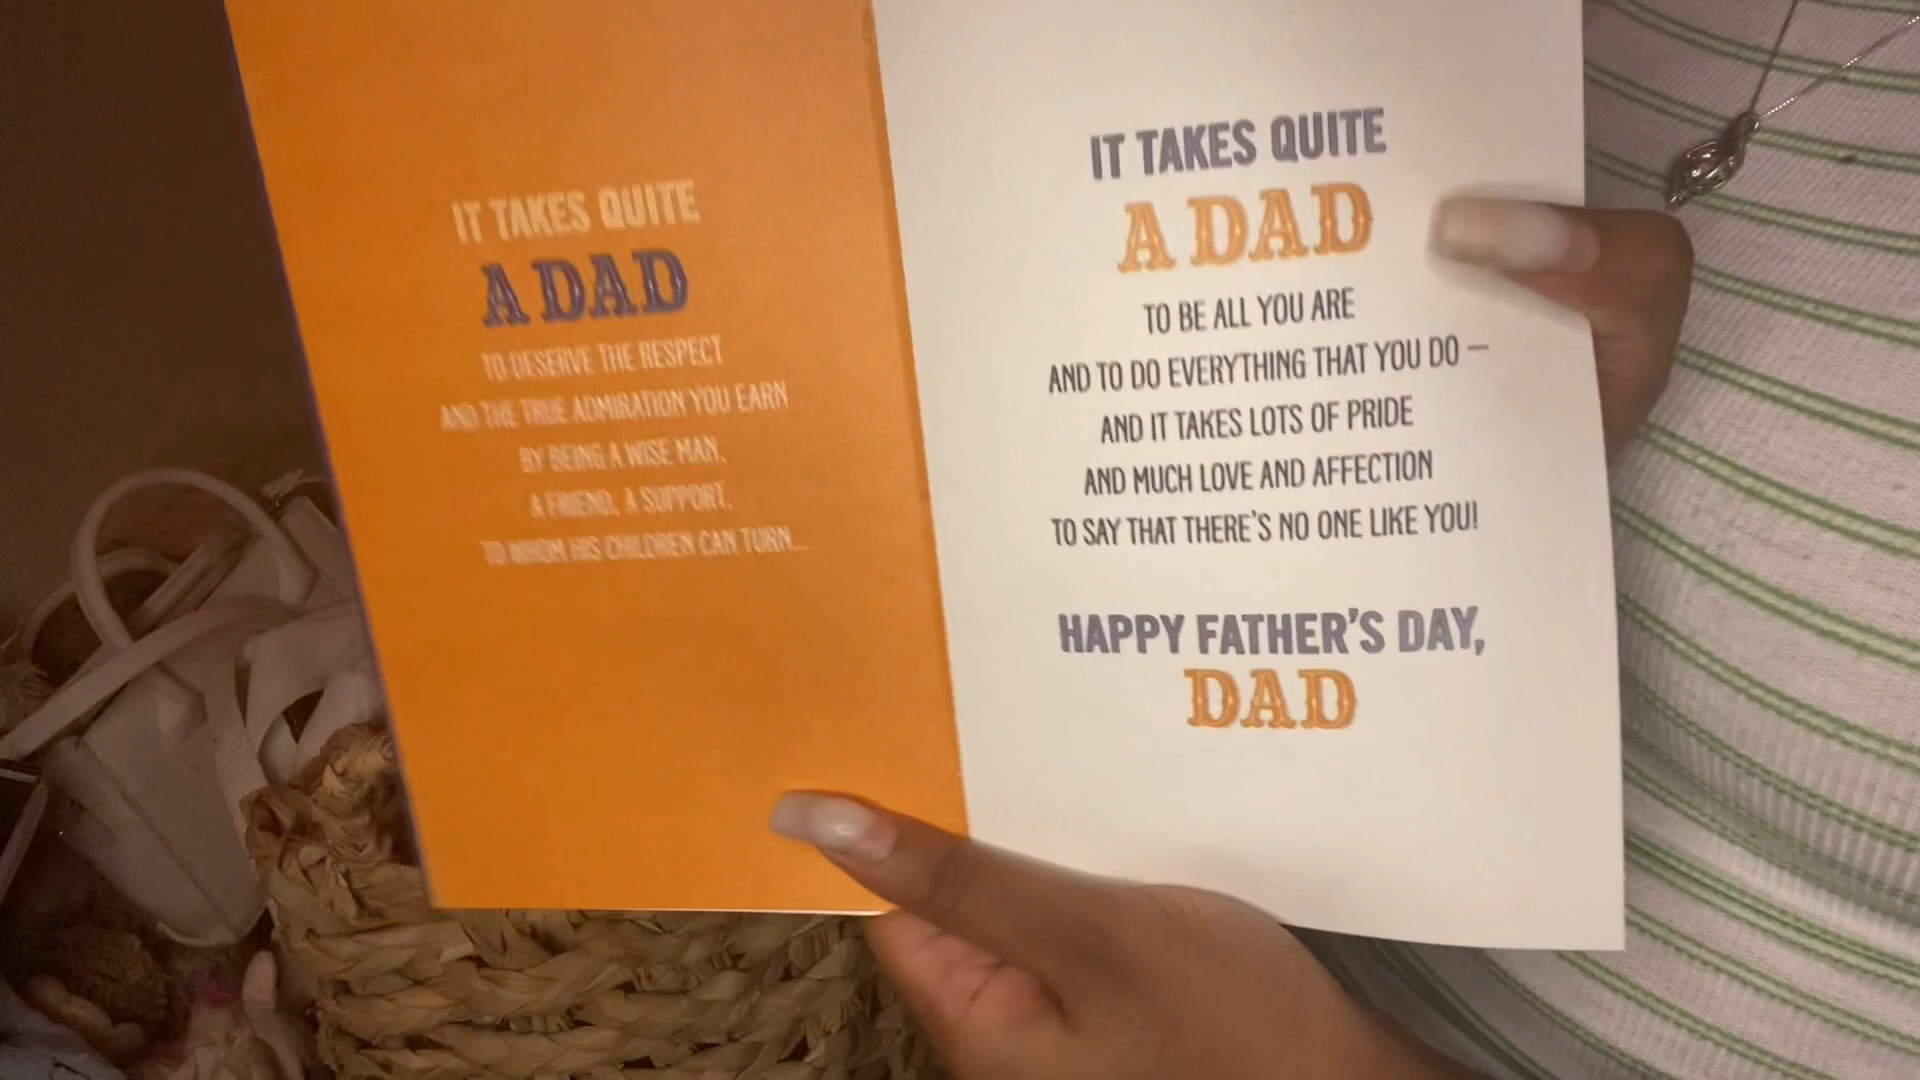 IT TAKES QUITE
A DAD
TO DESERVE THE RESPECT
AND THE TRUE ADMIRATION YOU EARN
BY BEING A WISE MAN,
A FRIEND, A SUPPORT,
TO WHOM HIS CHILDREN CAN TURN...
IT TAKES QUITE
A DAD
TO BE ALL YOU ARE
AND TO DO EVERYTHING THAT YOU DO —
AND IT TAKES LOTS OF PRIDE
AND MUCH LOVE AND AFFECTION
TO SAY THAT THERE'S NO ONE LIKE YOU!
HAPPY FATHER'S DAY,
DAD